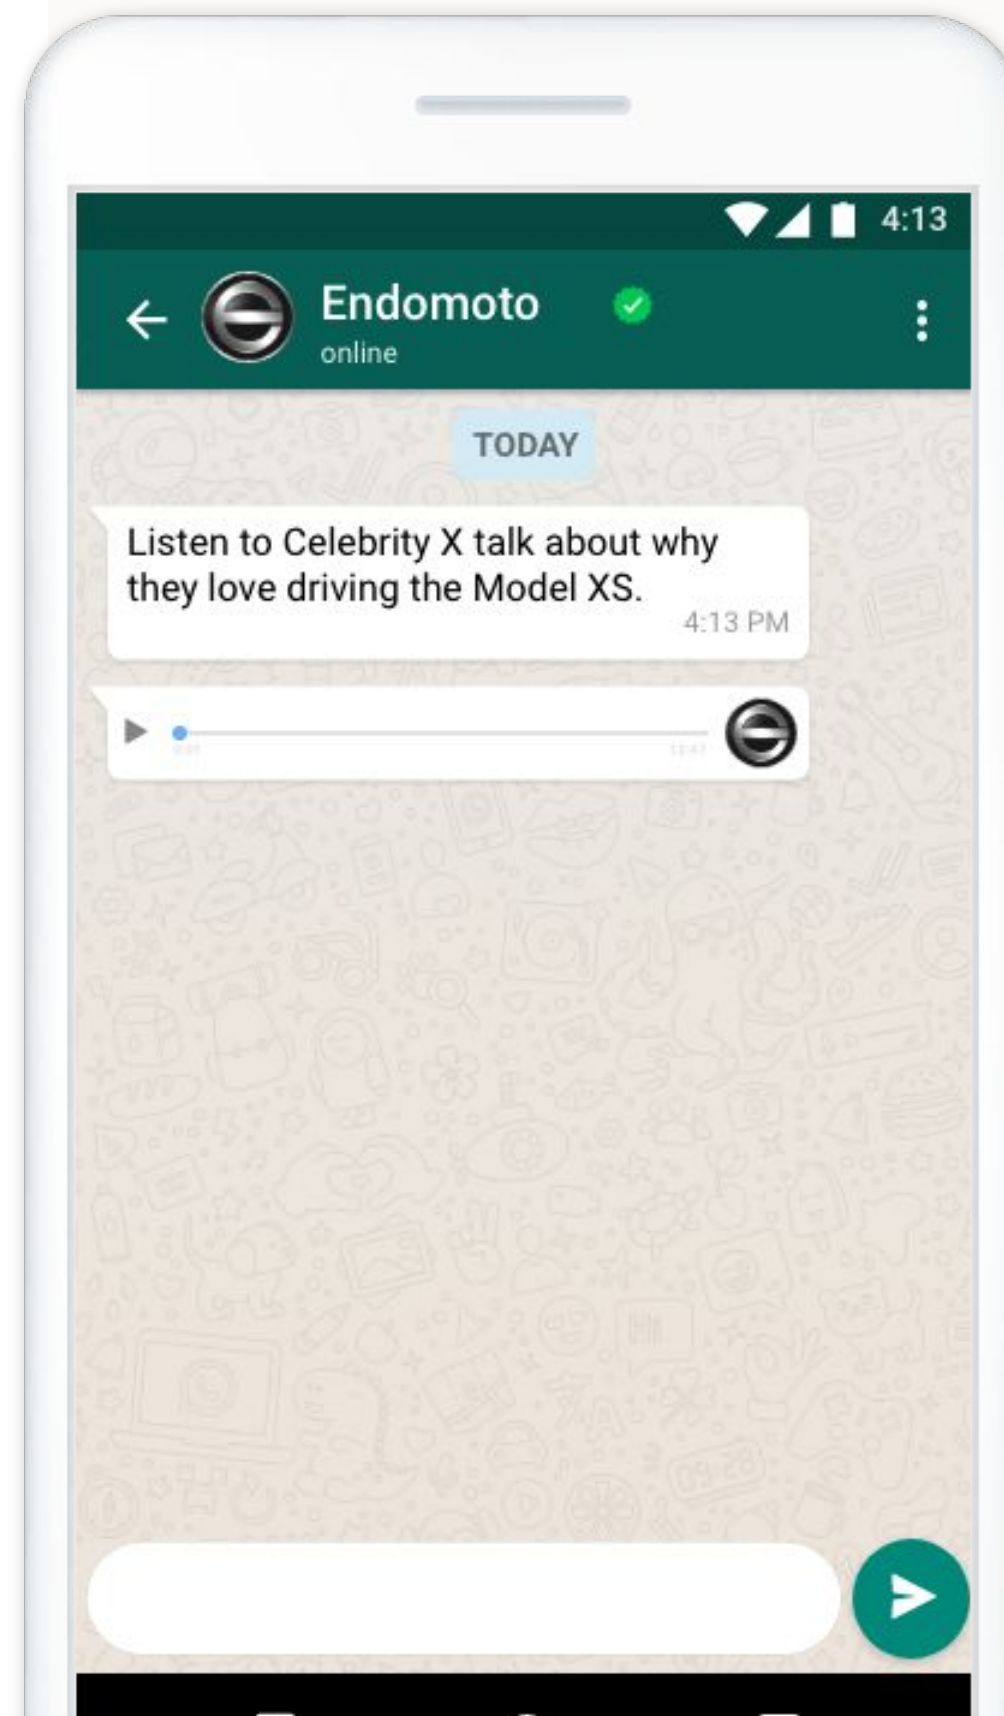 4:13
Endomoto
online
TODAY
Listen to Celebrity X talk about why
they love driving the Model XS.
4:13 PM